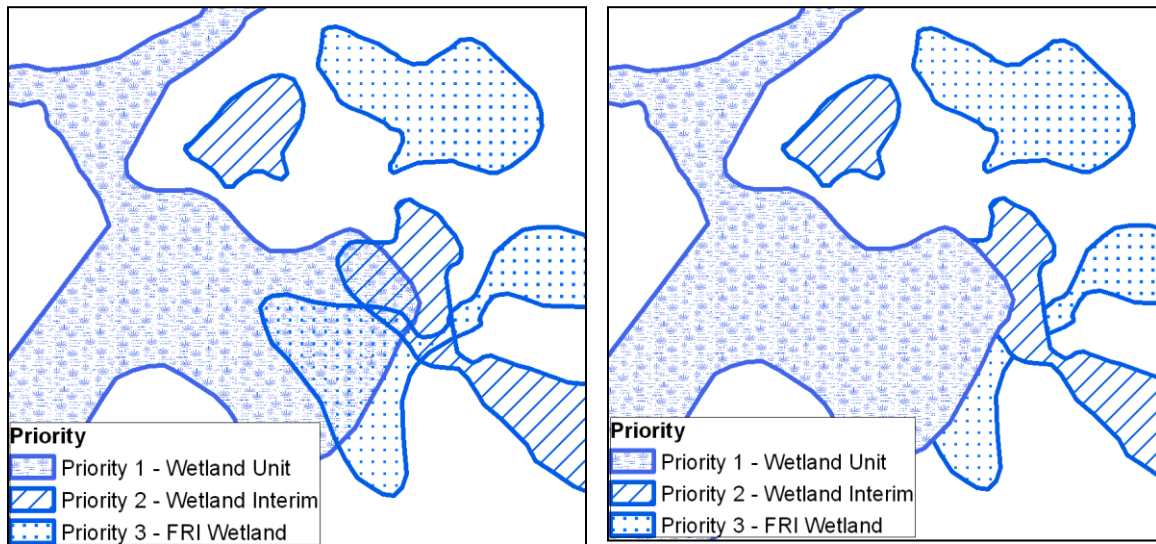 Priority
Priority 1 - Wetland Unit
Priority 2 - Wetland Interim
Priority 3 - FRI Wetland
Priority
Priority 1 - Wetland Unit
Priority 2 - Wetland Interim
Priority 3 - FRI Wetland